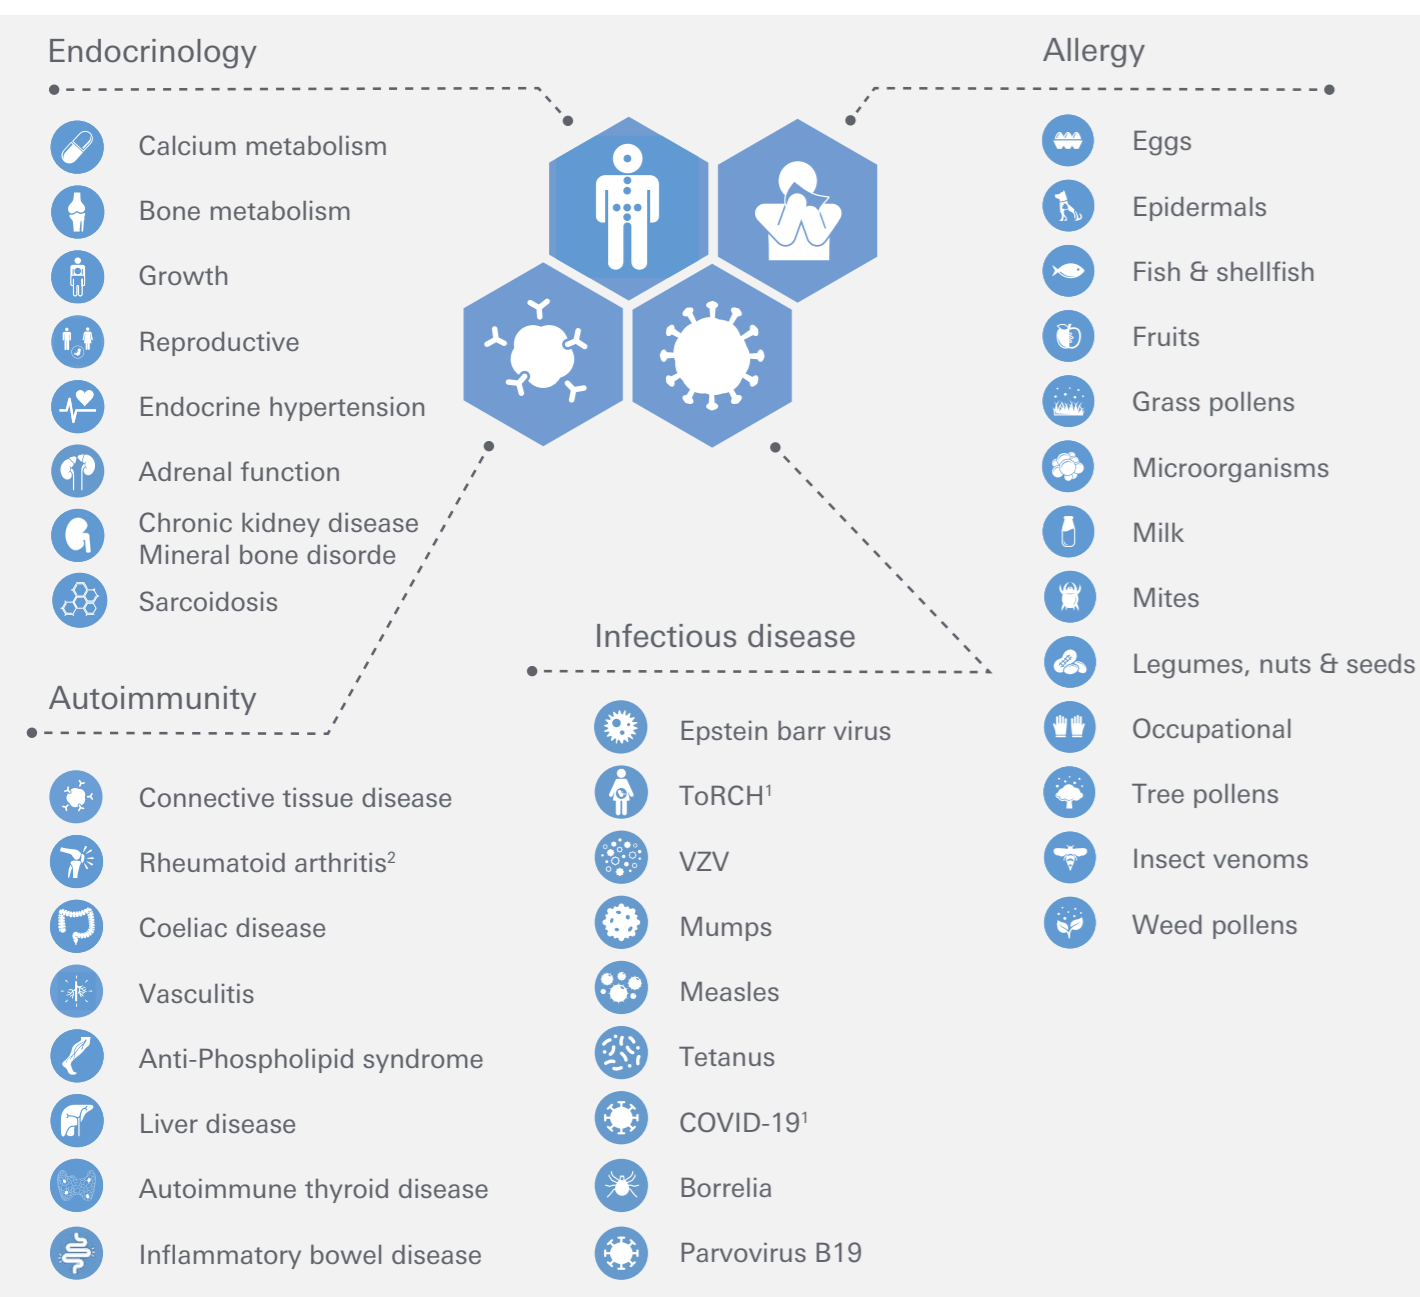 Endocrinology
Calcium metabolism
Bone metabolism
Growth
Reproductive
Endocrine hypertension
Adrenal function
Chronic kidney disease
Mineral bone disorde
Sarcoidosis
Autoimmunity
Connective tissue disease
Rheumatoid arthritis²
Coeliac disease
Vasculitis
Anti-Phospholipid syndrome
Liver disease
Autoimmune thyroid disease
Inflammatory bowel disease
Infectious disease
Epstein barr virus
ToRCH¹
VZV
Mumps
Measles
Tetanus
COVID-19¹
Borrelia
Parvovirus B19
Allergy
Eggs
Epidermals
Fish & shellfish
Fruits
Grass pollens
Microorganisms
Milk
Mites
Legumes, nuts & seeds
Occupational
Tree pollens
Insect venoms
Weed pollens